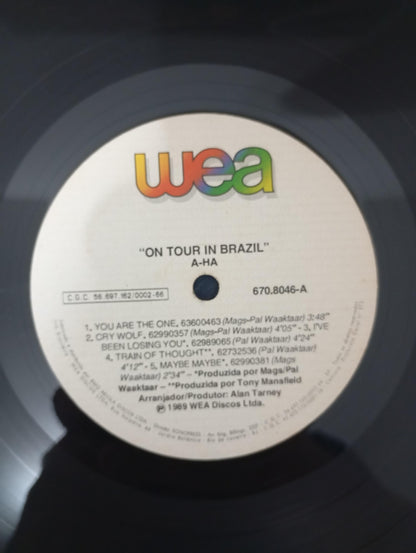 wea
"ON TOUR IN BRAZIL"
A-HA
C.G.C. 56.697.162/0002-66
670.8046-A
1. YOU ARE THE ONE, 63600463 (Mags-Pal Waaktaar) 3:48"
2. CRY WOLF, 62990357 (Mags-Pal Waaktaar) 4'05" - 3, I'VE
BEEN LOSING YOU*, 62989065 (Pal Waaktaar) 4'24"
4. TRAIN OF THOUGHT**, 62732536 (Pal Waaktaar)
4'12" - 5, MAYBE MAYBE*, 62990381 (Mags-Pal
Waaktaar) 2'34" – *Produzida por Mags/Pal
Waaktaar – **Produzida por Tony Mansfield
Arranjador/Produtor: Alan Tarney
℗ 1989 WEA Discos Ltda.